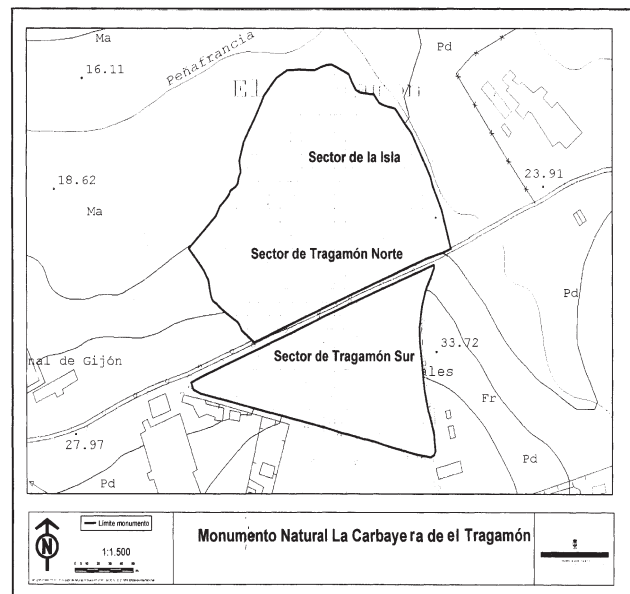 Ma
Peñafrancia
Pd
16.11
El
Sector de la Isla
23.91
18.62
Ma
Sector de Tragamón Norte
Pd
33.72
Sector de Tragamón Sur
nal de Gijón
ales
Fr
27.97
Pd
Pd
Límite monumento
N
1:1.500
Monumento Natural La Carbayera de el Tragamón